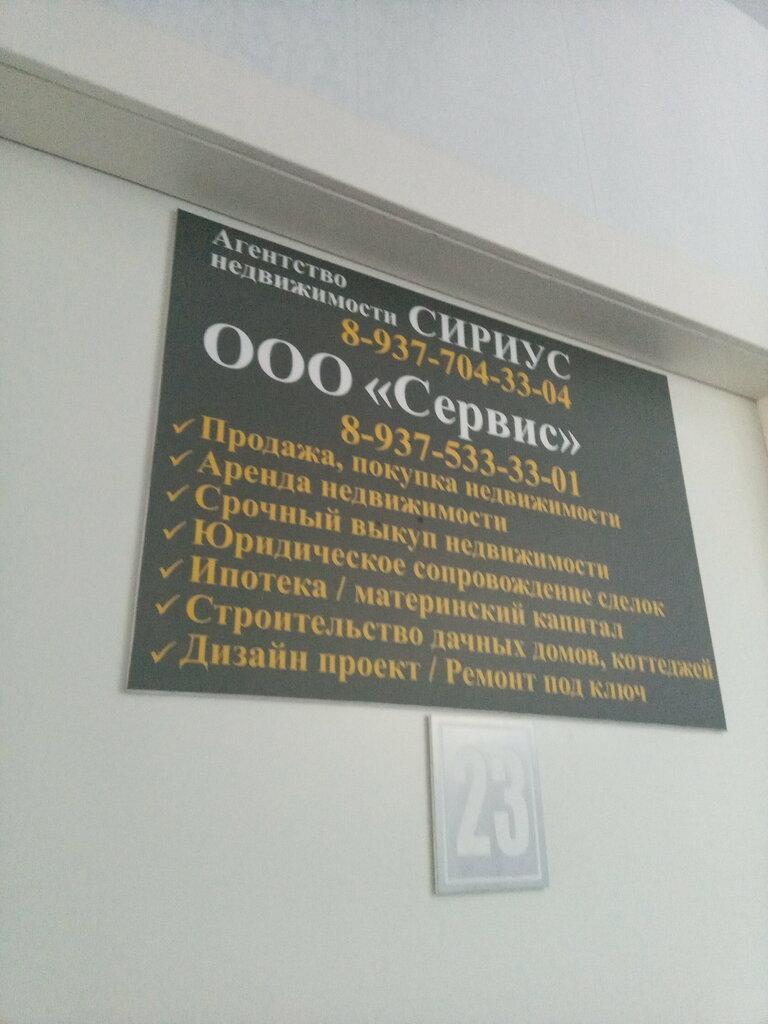 Агентство
недвижимости СИРИУС
8-937-704-33-04
ООО «Сервис»
8-937-533-33-01
✓ Продажа, покупка недвижимости
✓ Аренда недвижимости
✓ Срочный выкуп недвижимости
✓ Юридическое сопровождение сделок
✓ Ипотека / материнский капитал
✓ Строительство дачных домов, коттеджей
✓ Дизайн проект / Ремонт под ключ
23